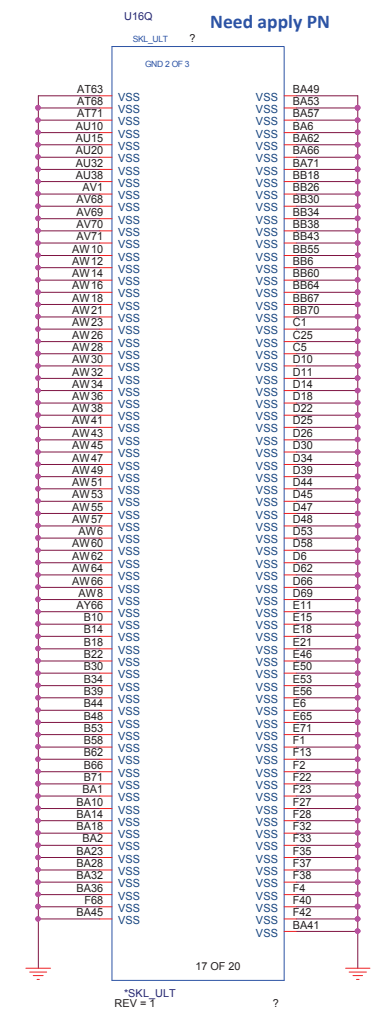 U16Q Need apply PN
SKL_ULT ?
GND 2 OF 3
AT63 VSS VSS BA49
AT68 VSS VSS BA53
AT71 VSS VSS BA57
AU10 VSS VSS BA6
AU15 VSS VSS BA62
AU20 VSS VSS BA66
AU32 VSS VSS BA71
AU38 VSS VSS BB18
AV1 VSS VSS BB26
AV68 VSS VSS BB30
AV69 VSS VSS BB34
AV70 VSS VSS BB38
AV71 VSS VSS BB43
AW10 VSS VSS BB55
AW12 VSS VSS BB6
AW14 VSS VSS BB60
AW16 VSS VSS BB64
AW18 VSS VSS BB67
AW21 VSS VSS BB70
AW23 VSS VSS C1
AW26 VSS VSS C25
AW28 VSS VSS C5
AW30 VSS VSS D10
AW32 VSS VSS D11
AW34 VSS VSS D14
AW36 VSS VSS D18
AW38 VSS VSS D22
AW41 VSS VSS D25
AW43 VSS VSS D26
AW45 VSS VSS D30
AW47 VSS VSS D34
AW49 VSS VSS D39
AW51 VSS VSS D44
AW53 VSS VSS D45
AW55 VSS VSS D47
AW57 VSS VSS D48
AW6 VSS VSS D53
AW60 VSS VSS D58
AW62 VSS VSS D6
AW64 VSS VSS D62
AW66 VSS VSS D66
AW8 VSS VSS D69
AY66 VSS VSS E11
B10 VSS VSS E15
B14 VSS VSS E18
B18 VSS VSS E21
B22 VSS VSS E46
B30 VSS VSS E50
B34 VSS VSS E53
B39 VSS VSS E56
B44 VSS VSS E6
B48 VSS VSS E65
B53 VSS VSS E71
B58 VSS VSS F1
B62 VSS VSS F13
B66 VSS VSS F2
B71 VSS VSS F22
BA1 VSS VSS F23
BA10 VSS VSS F27
BA14 VSS VSS F28
BA18 VSS VSS F32
BA2 VSS VSS F33
BA23 VSS VSS F35
BA28 VSS VSS F37
BA32 VSS VSS F38
BA36 VSS VSS F4
F68 VSS VSS F40
BA45 VSS VSS F42
VSS BA41
17 OF 20
*SKL_ULT
REV = 1 ?